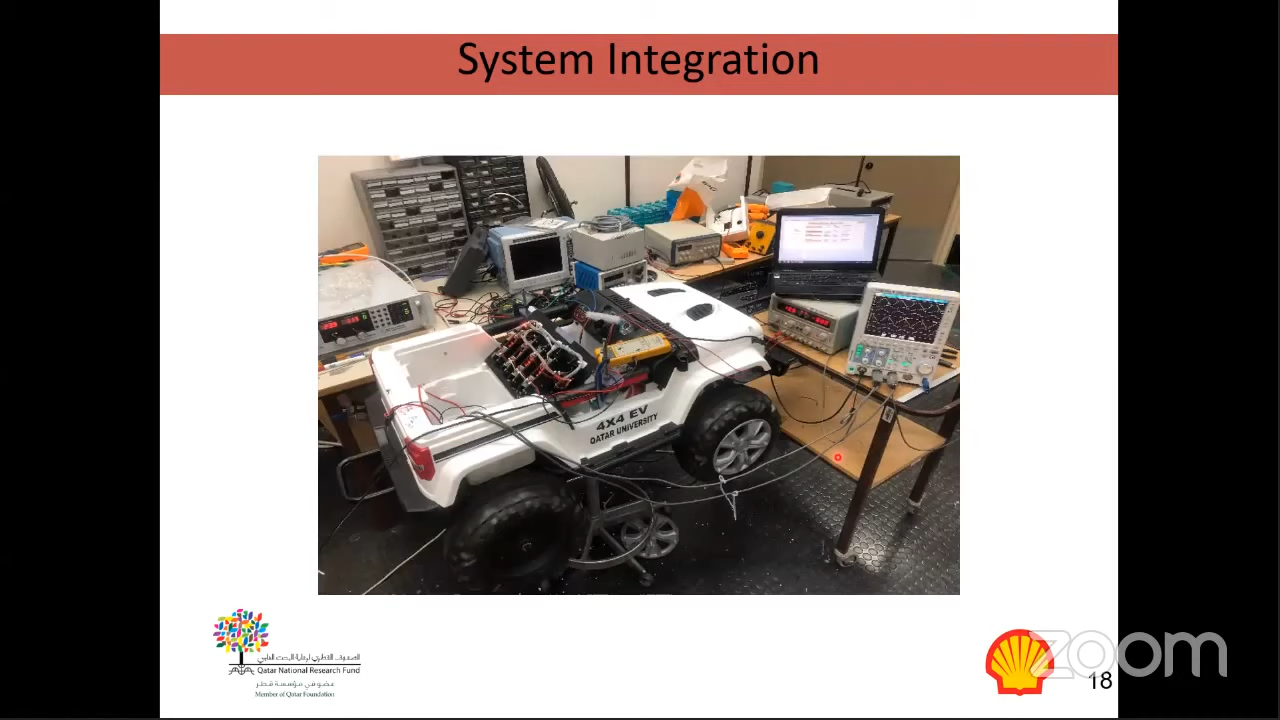 System Integration
4X4 EV
QATAR UNIVERSITY
الصندوق القطري لرعاية البحث العلمي
Qatar National Research Fund
عضو في مؤسسة قطر
Member of Qatar Foundation
zoom
18